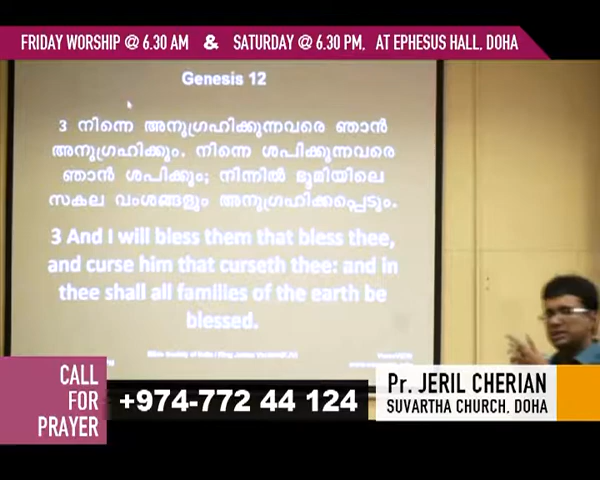 FRIDAY WORSHIP @ 6.30 AM & SATURDAY @ 6.30 PM, AT EPHESUS HALL, DOHA
Genesis 12
3 നിന്നെ അനുഗ്രഹിക്കുന്നവരെ ഞാൻ
അനുഗ്രഹിക്കും. നിന്നെ ശപിക്കുന്നവരെ
ഞാൻ ശപിക്കും; നിന്നിൽ ഭൂമിയിലെ
സകല വംശങ്ങളും അനുഗ്രഹിക്കപ്പെടും.
3 And I will bless them that bless thee,
and curse him that curseth thee: and in
thee shall all families of the earth be
blessed.
CALL
FOR
PRAYER
+974-772 44 124
Pr. JERIL CHERIAN
SUVARTHA CHURCH, DOHA